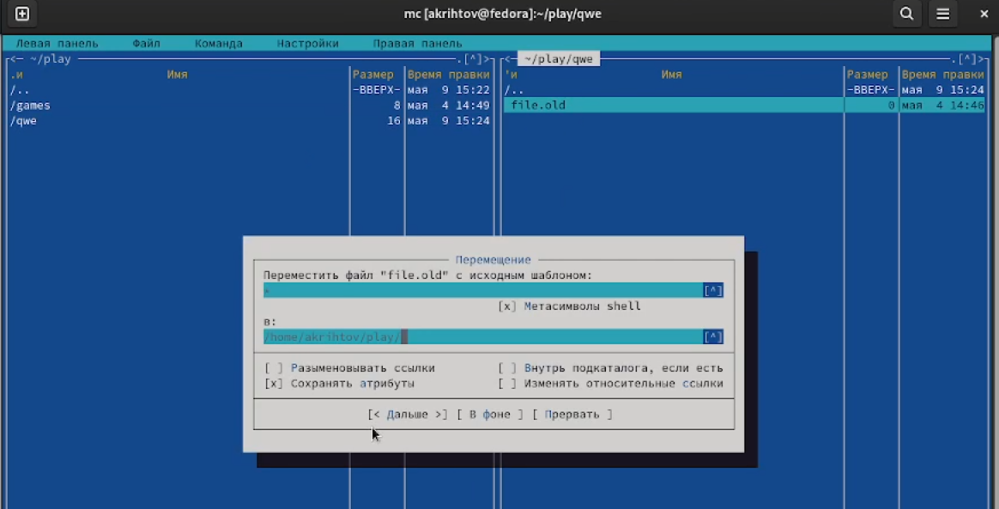 mc [akrihtov@fedora]:~/play/qwe
Левая панель Файл Команда Настройки Правая панель
<— ~/play .[^]> <— ~/play/qwe .[^]>
.и Имя Размер Время правки 'и Имя Размер Время правки
/.. -ВВЕРХ- мая 9 15:22 /.. -ВВЕРХ- мая 9 15:24
/games 8 мая 4 14:49 file.old 0 мая 4 14:46
/qwe 16 мая 9 15:24
Перемещение
Переместить файл "file.old" с исходным шаблоном:
* [^]
[x] Метасимволы shell
в:
/home/akrihtov/play/ [^]
[ ] Разыменовывать ссылки [ ] Внутрь подкаталога, если есть
[x] Сохранять атрибуты [ ] Изменять относительные ссылки
[< Дальше >] [ В фоне ] [ Прервать ]